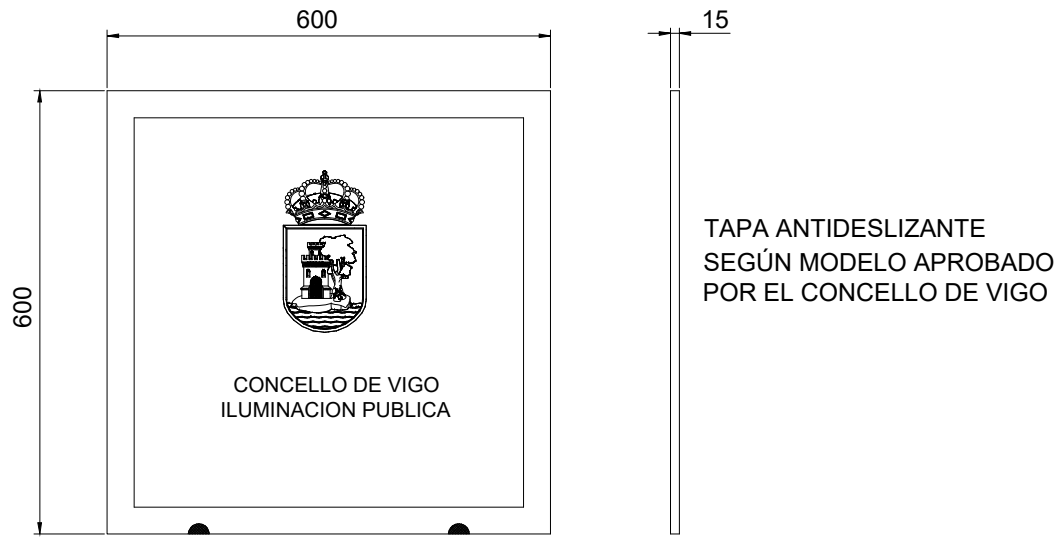 600
15
600
TAPA ANTIDESLIZANTE
SEGÚN MODELO APROBADO
POR EL CONCELLO DE VIGO
CONCELLO DE VIGO
ILUMINACION PUBLICA